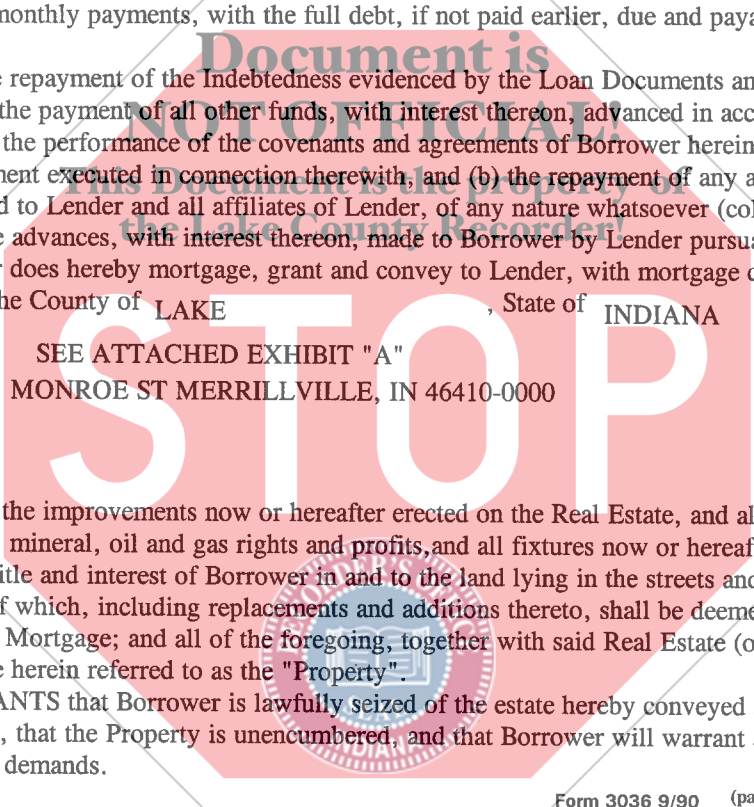 monthly payments, with the full debt, if not paid earlier, due and paya
Document is
repayment of the Indebtedness evidenced by the Loan Documents an
the payment of all other funds, with interest thereon, advanced in acc
NOT OFFICIAL!
the performance of the covenants and agreements of Borrower herein
ment executed in connection therewith, and (b) the repayment of any a
This Document is the property of
d to Lender and all affiliates of Lender, of any nature whatsoever (col
the Lake County Recorder!
e advances, with interest thereon, made to Borrower by Lender pursua
r does hereby mortgage, grant and convey to Lender, with mortgage c
he County of LAKE , State of INDIANA
SEE ATTACHED EXHIBIT "A"
MONROE ST MERRILLVILLE, IN 46410-0000
STOP
the improvements now or hereafter erected on the Real Estate, and al
mineral, oil and gas rights and profits,and all fixtures now or hereaf
itle and interest of Borrower in and to the land lying in the streets and
f which, including replacements and additions thereto, shall be deeme
Mortgage; and all of the foregoing, together with said Real Estate (o
e herein referred to as the "Property".
ANTS that Borrower is lawfully seized of the estate hereby conveyed
, that the Property is unencumbered, and that Borrower will warrant
demands.
INDIANA
Form 3036 9/90 (pa